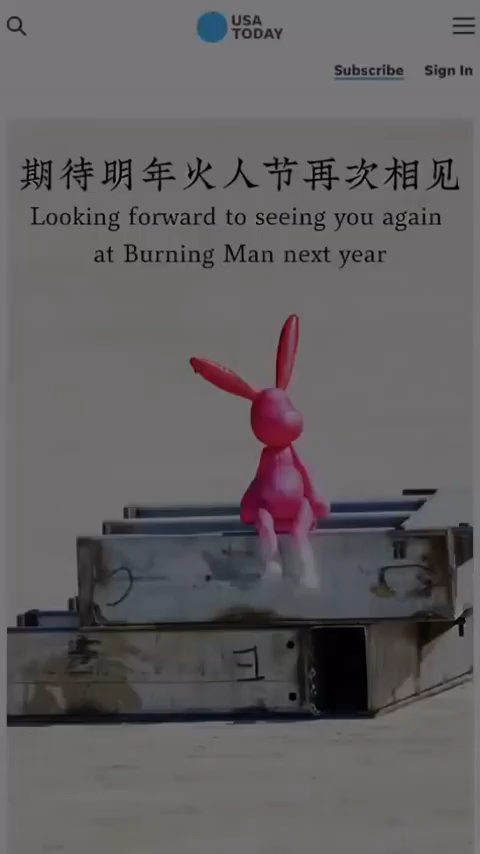 USA
TODAY
Subscribe Sign In
期待明年火人节再次相见
Looking forward to seeing you again
at Burning Man next year